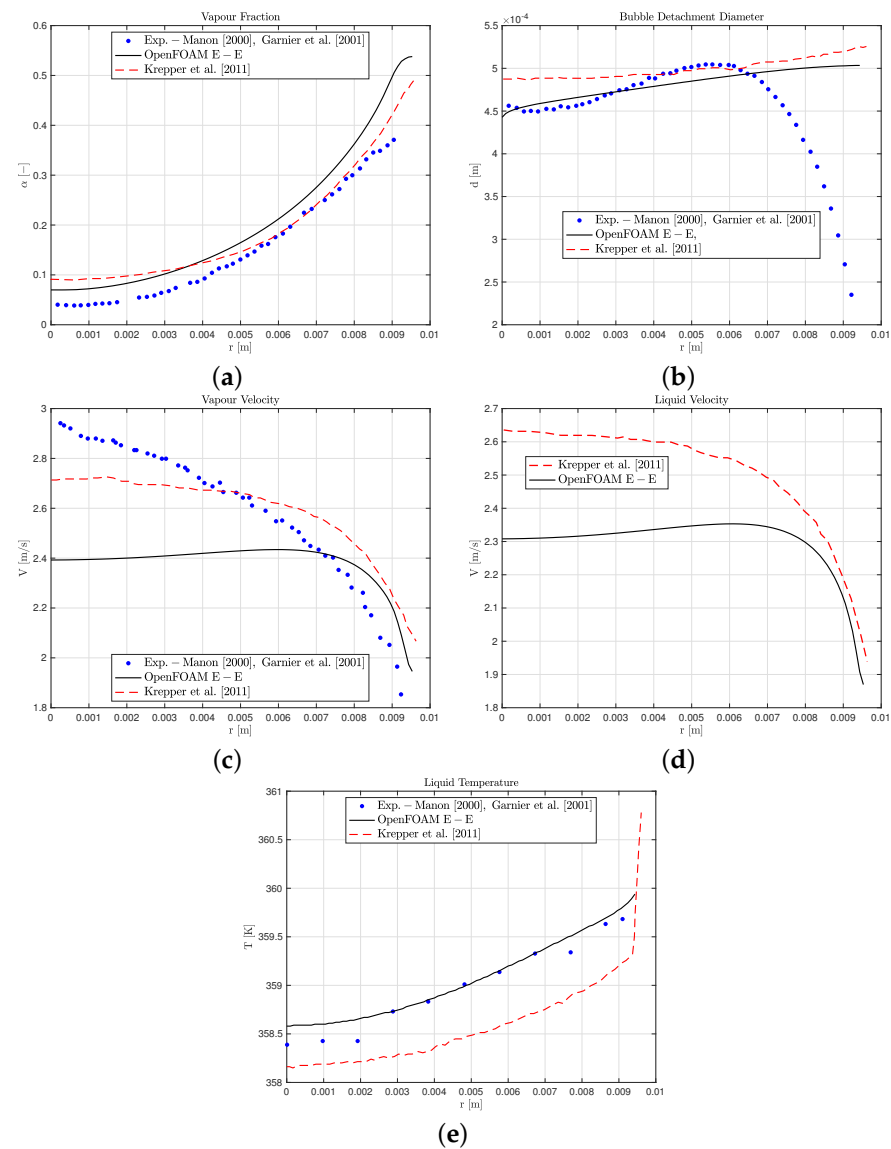 Vapour Fraction
Exp. – Manon [2000], Garnier et al. [2001]
OpenFOAM E – E
Krepper et al. [2011]
0.6
0.5
0.4
0.3
0.2
0.1
0
α [–]
0 0.001 0.002 0.003 0.004 0.005 0.006 0.007 0.008 0.009 0.01
r [m]
(a)
Bubble Detachment Diameter
×10⁻⁴
5.5
5
4.5
4
3.5
3
2.5
2
d [m]
Exp. – Manon [2000], Garnier et al. [2001]
OpenFOAM E – E,
Krepper et al. [2011]
0 0.001 0.002 0.003 0.004 0.005 0.006 0.007 0.008 0.009 0.01
r [m]
(b)
Vapour Velocity
3
2.8
2.6
2.4
2.2
2
1.8
V [m/s]
Exp. – Manon [2000], Garnier et al. [2001]
OpenFOAM E – E
Krepper et al. [2011]
0 0.001 0.002 0.003 0.004 0.005 0.006 0.007 0.008 0.009 0.01
r [m]
(c)
Liquid Velocity
2.7
2.6
2.5
2.4
2.3
2.2
2.1
2
1.9
1.8
V [m/s]
Krepper et al. [2011]
OpenFOAM E – E
0 0.001 0.002 0.003 0.004 0.005 0.006 0.007 0.008 0.009 0.01
r [m]
(d)
Liquid Temperature
361
360.5
360
359.5
359
358.5
358
T [K]
Exp. – Manon [2000], Garnier et al. [2001]
OpenFOAM E – E
Krepper et al. [2011]
0 0.001 0.002 0.003 0.004 0.005 0.006 0.007 0.008 0.009 0.01
r [m]
(e)